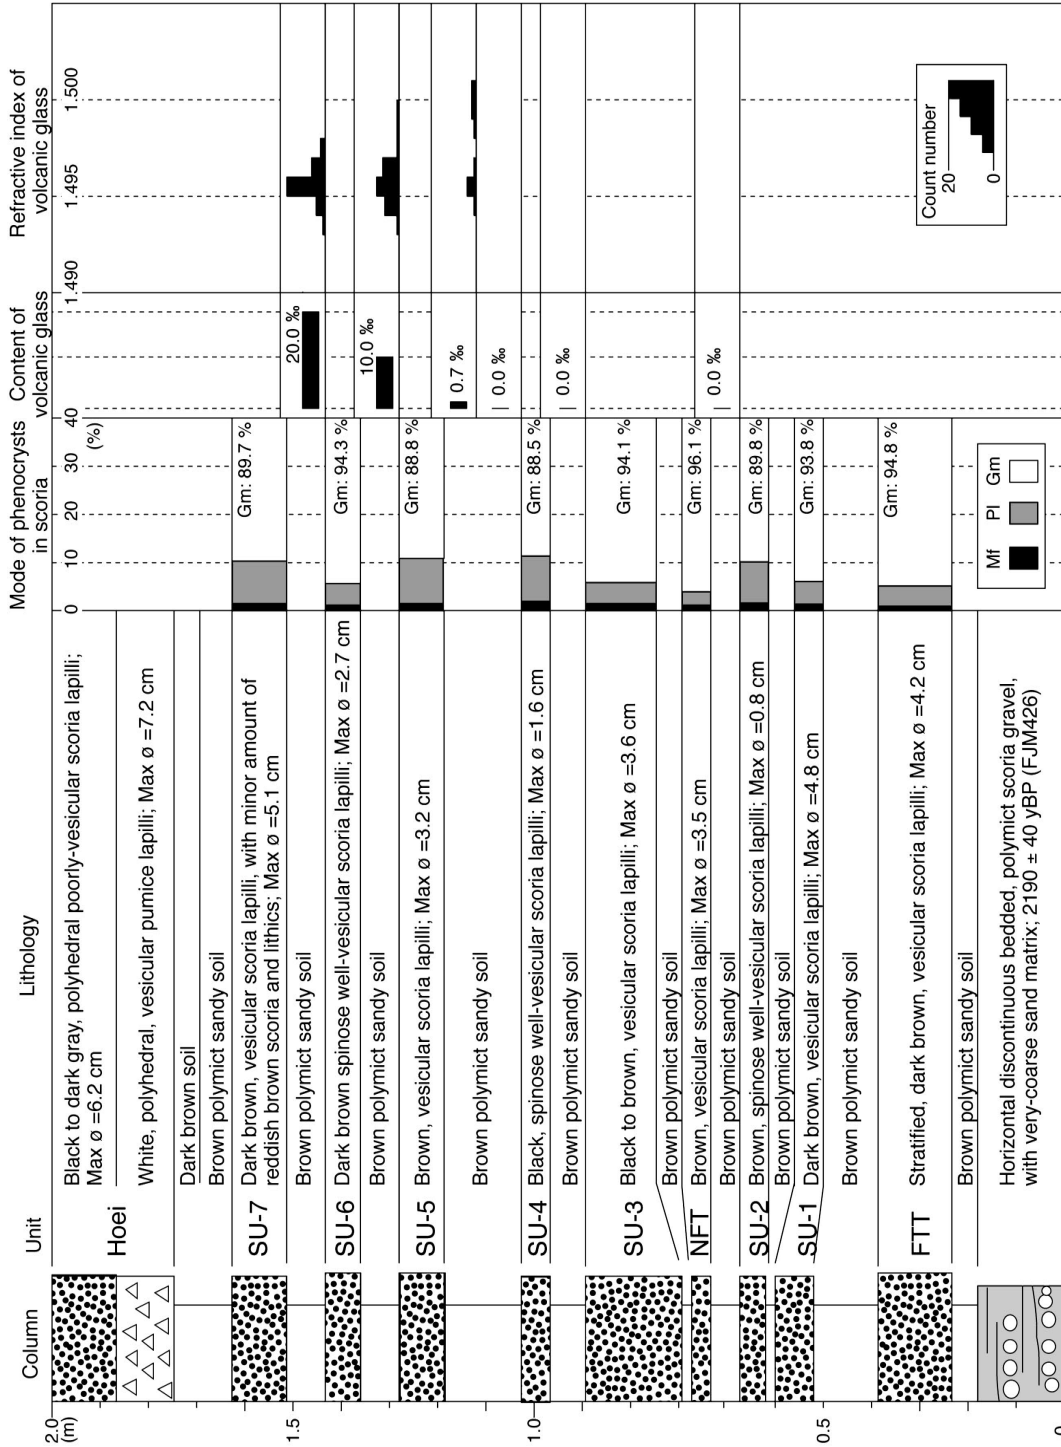 Column
Unit
Lithology
Mode of phenocrysts
in scoria
Content of
volcanic glass
Refractive index of
volcanic glass
0
10
20
30
40
(%)
1.490
1.495
1.500
2.0
(m)
1.5
1.0
0.5
0
Hoei
Black to dark gray, polyhedral poorly-vesicular scoria lapilli;
Max ø =6.2 cm
White, polyhedral, vesicular pumice lapilli; Max ø =7.2 cm
Dark brown soil
Brown polymict sandy soil
SU-7
Dark brown, vesicular scoria lapilli, with minor amount of
reddish brown scoria and lithics; Max ø =5.1 cm
Gm: 89.7 %
Brown polymict sandy soil
20.0 ‰
SU-6
Dark brown spinose well-vesicular scoria lapilli; Max ø =2.7 cm
Gm: 94.3 %
Brown polymict sandy soil
10.0 ‰
SU-5
Brown, vesicular scoria lapilli; Max ø =3.2 cm
Gm: 88.8 %
Brown polymict sandy soil
0.7 ‰
0.0 ‰
SU-4
Black, spinose well-vesicular scoria lapilli; Max ø =1.6 cm
Gm: 88.5 %
Brown polymict sandy soil
0.0 ‰
SU-3
Black to brown, vesicular scoria lapilli; Max ø =3.6 cm
Gm: 94.1 %
Brown polymict sandy soil
NFT
Brown, vesicular scoria lapilli; Max ø =3.5 cm
Gm: 96.1 %
Brown polymict sandy soil
0.0 ‰
SU-2
Brown, spinose well-vesicular scoria lapilli; Max ø =0.8 cm
Gm: 89.8 %
Brown polymict sandy soil
SU-1
Dark brown, vesicular scoria lapilli; Max ø =4.8 cm
Gm: 93.8 %
Brown polymict sandy soil
FTT
Stratified, dark brown, vesicular scoria lapilli; Max ø =4.2 cm
Gm: 94.8 %
Brown polymict sandy soil
Horizontal discontinuous bedded, polymict scoria gravel,
with very-coarse sand matrix; 2190 ± 40 yBP (FJM426)
Mf Pl Gm
Count number
20
0